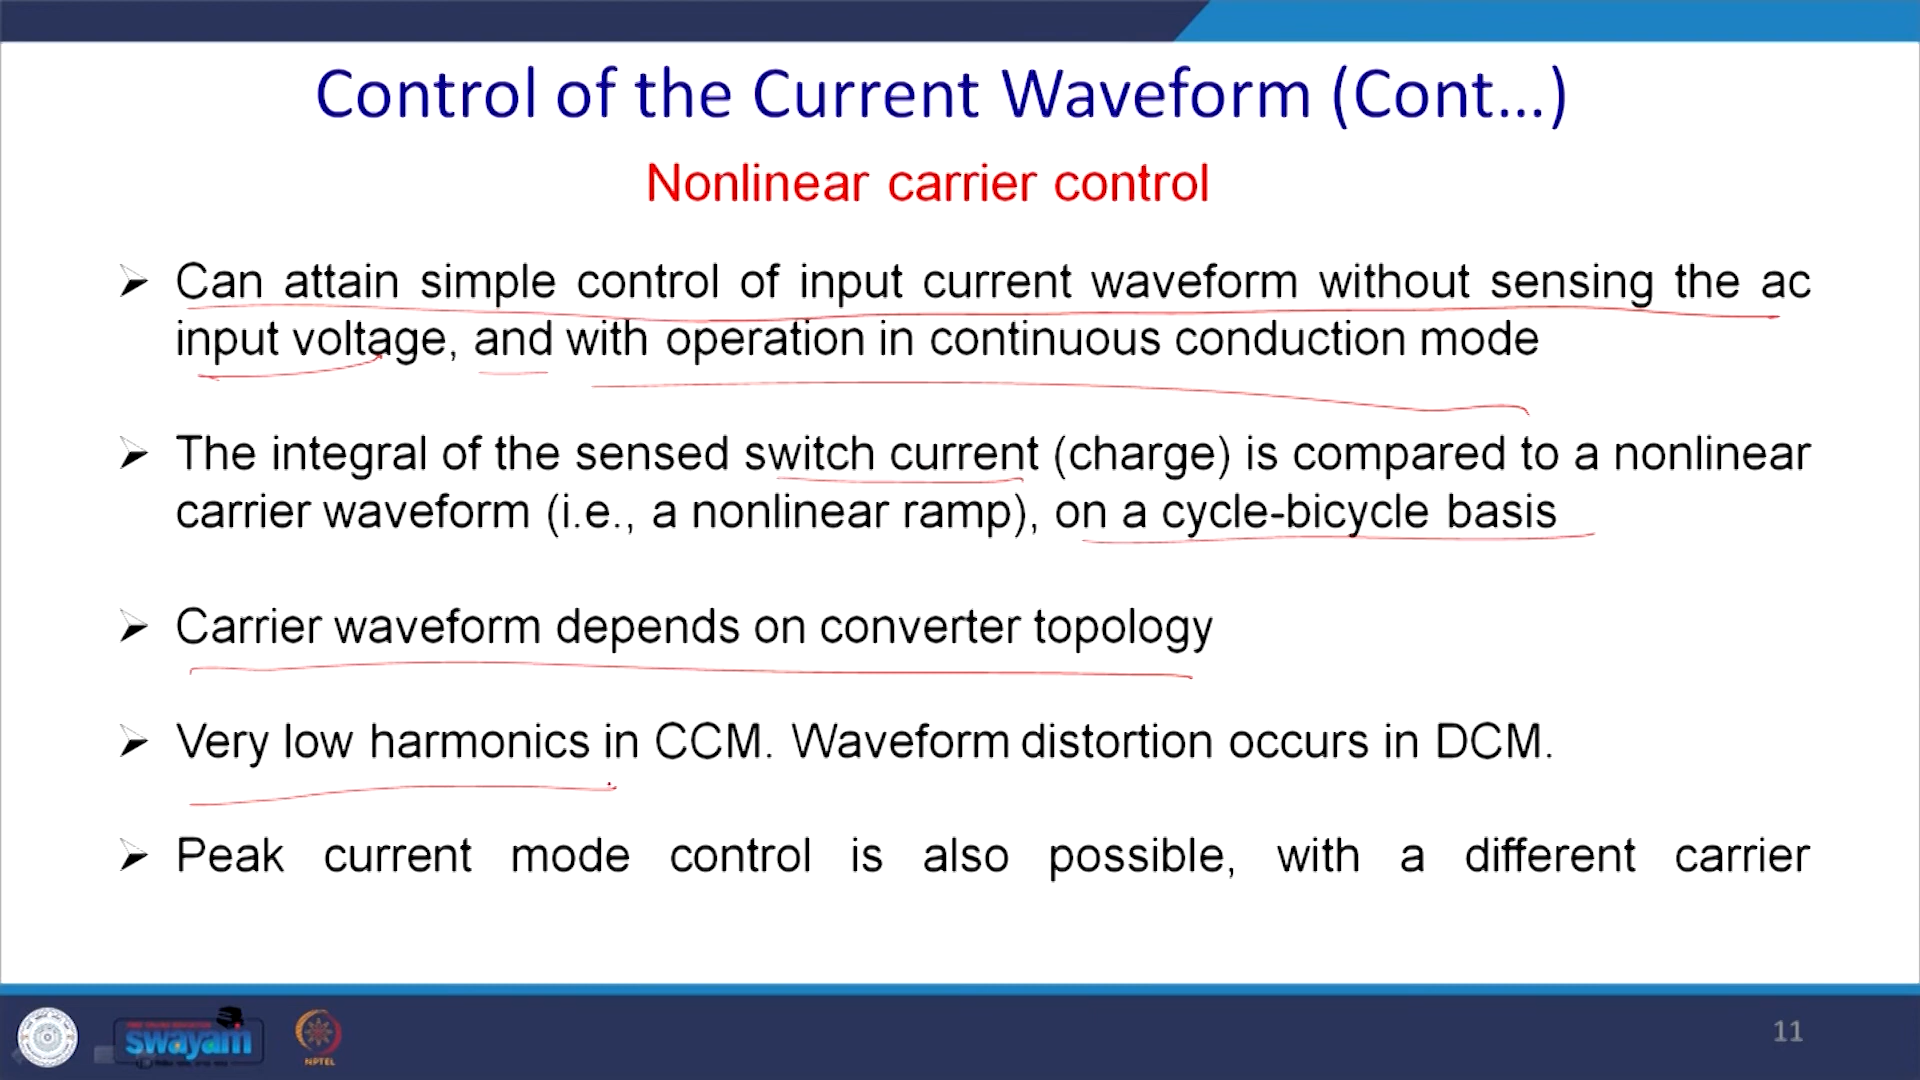 Control of the Current Waveform (Cont...)
Nonlinear carrier control
Can attain simple control of input current waveform without sensing the ac
input voltage, and with operation in continuous conduction mode
The integral of the sensed switch current (charge) is compared to a nonlinear
carrier waveform (i.e., a nonlinear ramp), on a cycle-bicycle basis
Carrier waveform depends on converter topology
Very low harmonics in CCM. Waveform distortion occurs in DCM.
Peak current mode control is also possible, with a different carrier
swayam
NPTEL
11